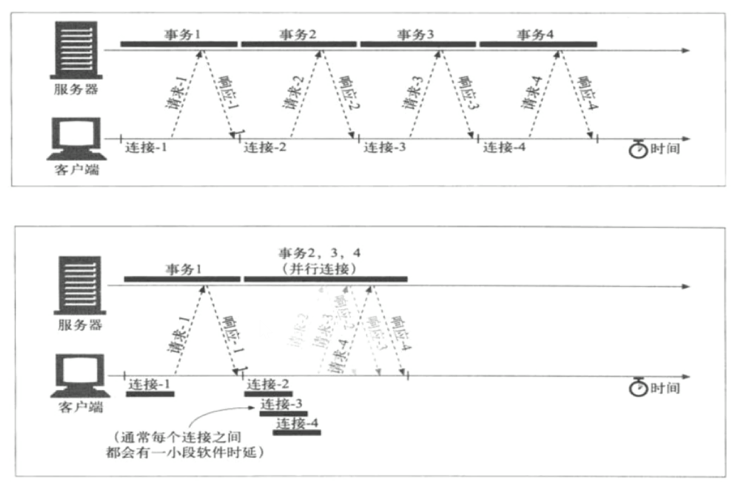 事务1 事务2 事务3 事务4
服务器
请求-1 响应-1 请求-2 响应-2 请求-3 响应-3 请求-4 响应-4
连接-1 连接-2 连接-3 连接-4 时间
客户端
事务2，3，4
事务1 （并行连接）
服务器
请求-1 响应-1 请求-2 请求-3 请求-4 响应-4
客户端
时间
连接-1 连接-2
连接-3
连接-4
（通常每个连接之间
都会有一小段软件时延）